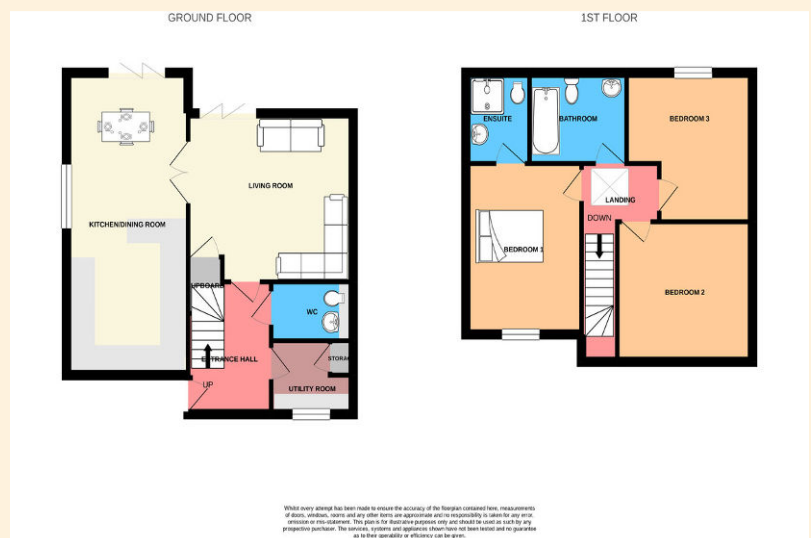 GROUND FLOOR
1ST FLOOR
KITCHEN/DINING ROOM
LIVING ROOM
UPBOARD
WC
ENTRANCE HALL
UP
STORAG
UTILITY ROOM
ENSUITE
BATHROOM
BEDROOM 3
LANDING
DOWN
BEDROOM 1
BEDROOM 2
Whilst every attempt has been made to ensure the accuracy of the floorplan contained here, measurements
of doors, windows, rooms and any other items are approximate and no responsibility is taken for any error,
omission or mis-statement. This plan is for illustrative purposes only and should be used as such by any
prospective purchaser. The services, systems and appliances shown have not been tested and no guarantee
as to their operability or efficiency can be given.